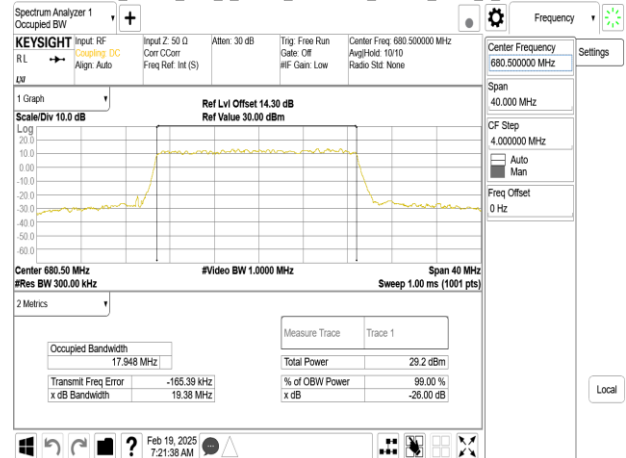 Spectrum Analyzer 1
Occupied BW
+
Frequency
KEYSIGHT
RL
Input: RF
Coupling: DC
Align: Auto
Input Z: 50 Ω
Corr CCorr
Freq Ref: Int (S)
Atten: 30 dB
Trig: Free Run
Gate: Off
#IF Gain: Low
Center Freq: 680.500000 MHz
Avg|Hold: 10/10
Radio Std: None
Center Frequency
680.500000 MHz
Settings
Span
40.000 MHz
CF Step
4.000000 MHz
Auto
Man
Freq Offset
0 Hz
1 Graph
Scale/Div 10.0 dB
Ref Lvl Offset 14.30 dB
Ref Value 30.00 dBm
Log
20.0
10.0
0.00
-10.0
-20.0
-30.0
-40.0
-50.0
-60.0
Center 680.50 MHz
#Res BW 300.00 kHz
#Video BW 1.0000 MHz
Span 40 MHz
Sweep 1.00 ms (1001 pts)
2 Metrics
Measure Trace Trace 1
Occupied Bandwidth
17.948 MHz
Total Power 29.2 dBm
Transmit Freq Error -165.39 kHz
% of OBW Power 99.00 %
x dB Bandwidth 19.38 MHz
x dB -26.00 dB
Local
?
Feb 19, 2025
7:21:38 AM